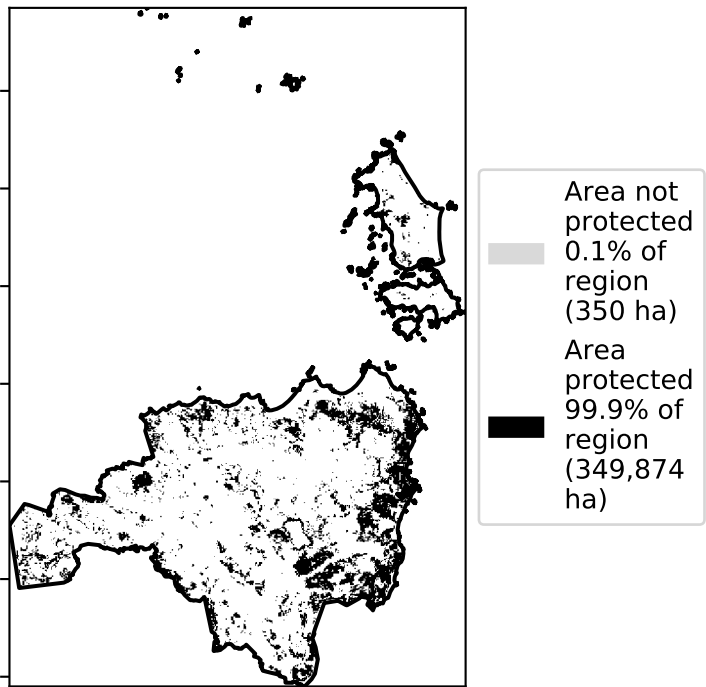 Area not
protected
0.1% of
region
(350 ha)
Area
protected
99.9% of
region
(349,874
ha)